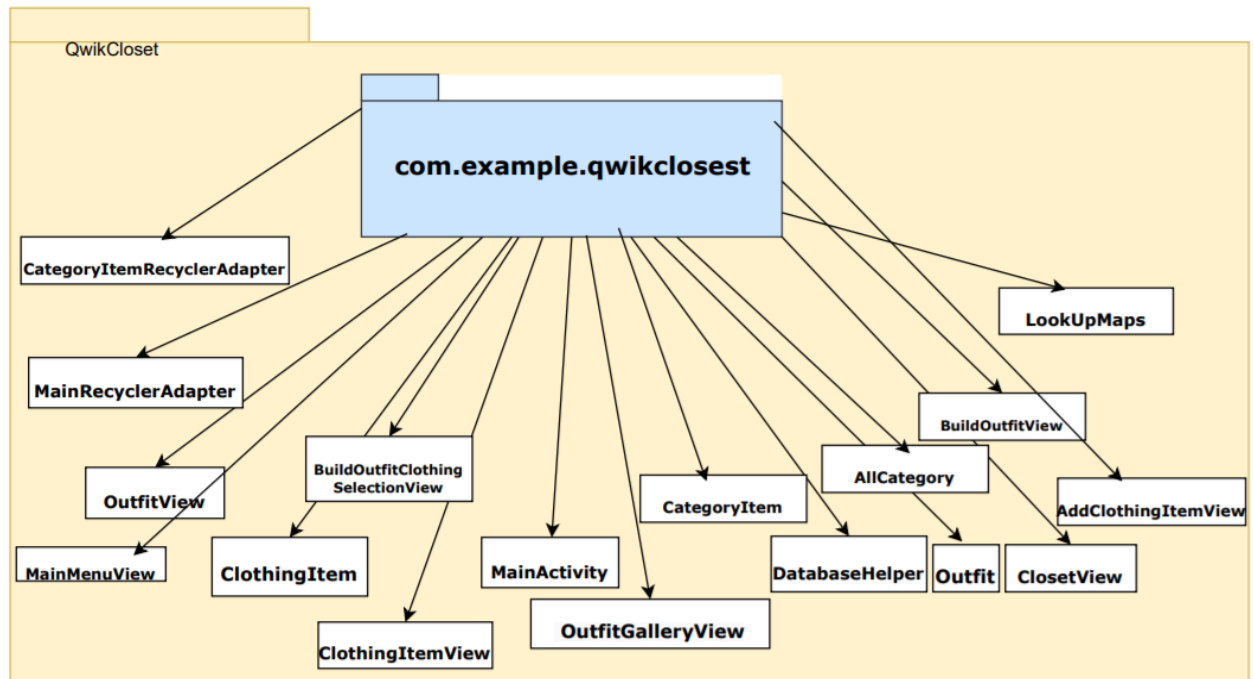 QwikCloset
com.example.qwikclosest
CategoryItemRecyclerAdapter
LookUpMaps
MainRecyclerAdapter
BuildOutfitView
BuildOutfitClothing
SelectionView
AllCategory
OutfitView
CategoryItem
AddClothingItemView
MainMenuView
ClothingItem
MainActivity
DatabaseHelper
Outfit
ClosetView
OutfitGalleryView
ClothingItemView